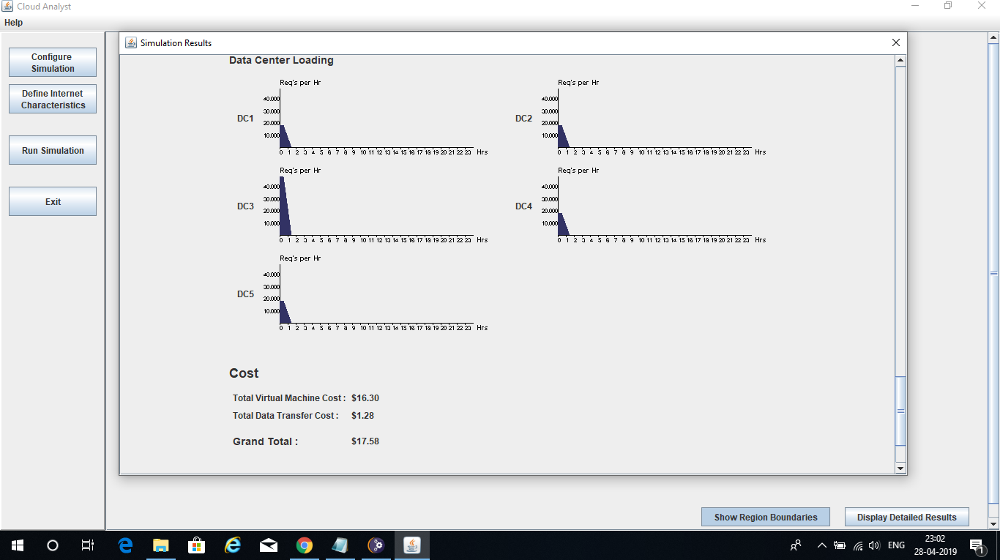 Cloud Analyst
Help
Configure
Simulation
Define Internet
Characteristics
Run Simulation
Exit
Simulation Results
Data Center Loading
Req's per Hr
40.000
30.000
20.000
10.000
DC1
0 1 2 3 4 5 6 7 8 9 10 11 12 13 14 15 16 17 18 19 20 21 22 23 Hrs
Req's per Hr
40.000
30.000
20.000
10.000
DC2
0 1 2 3 4 5 6 7 8 9 10 11 12 13 14 15 16 17 18 19 20 21 22 23 Hrs
Req's per Hr
40.000
30.000
20.000
10.000
DC3
0 1 2 3 4 5 6 7 8 9 10 11 12 13 14 15 16 17 18 19 20 21 22 23 Hrs
Req's per Hr
40.000
30.000
20.000
10.000
DC4
0 1 2 3 4 5 6 7 8 9 10 11 12 13 14 15 16 17 18 19 20 21 22 23 Hrs
Req's per Hr
40.000
30.000
20.000
10.000
DC5
0 1 2 3 4 5 6 7 8 9 10 11 12 13 14 15 16 17 18 19 20 21 22 23 Hrs
Cost
Total Virtual Machine Cost : $16.30
Total Data Transfer Cost : $1.28
Grand Total : $17.58
Show Region Boundaries
Display Detailed Results
ENG
23:02
28-04-2019
1